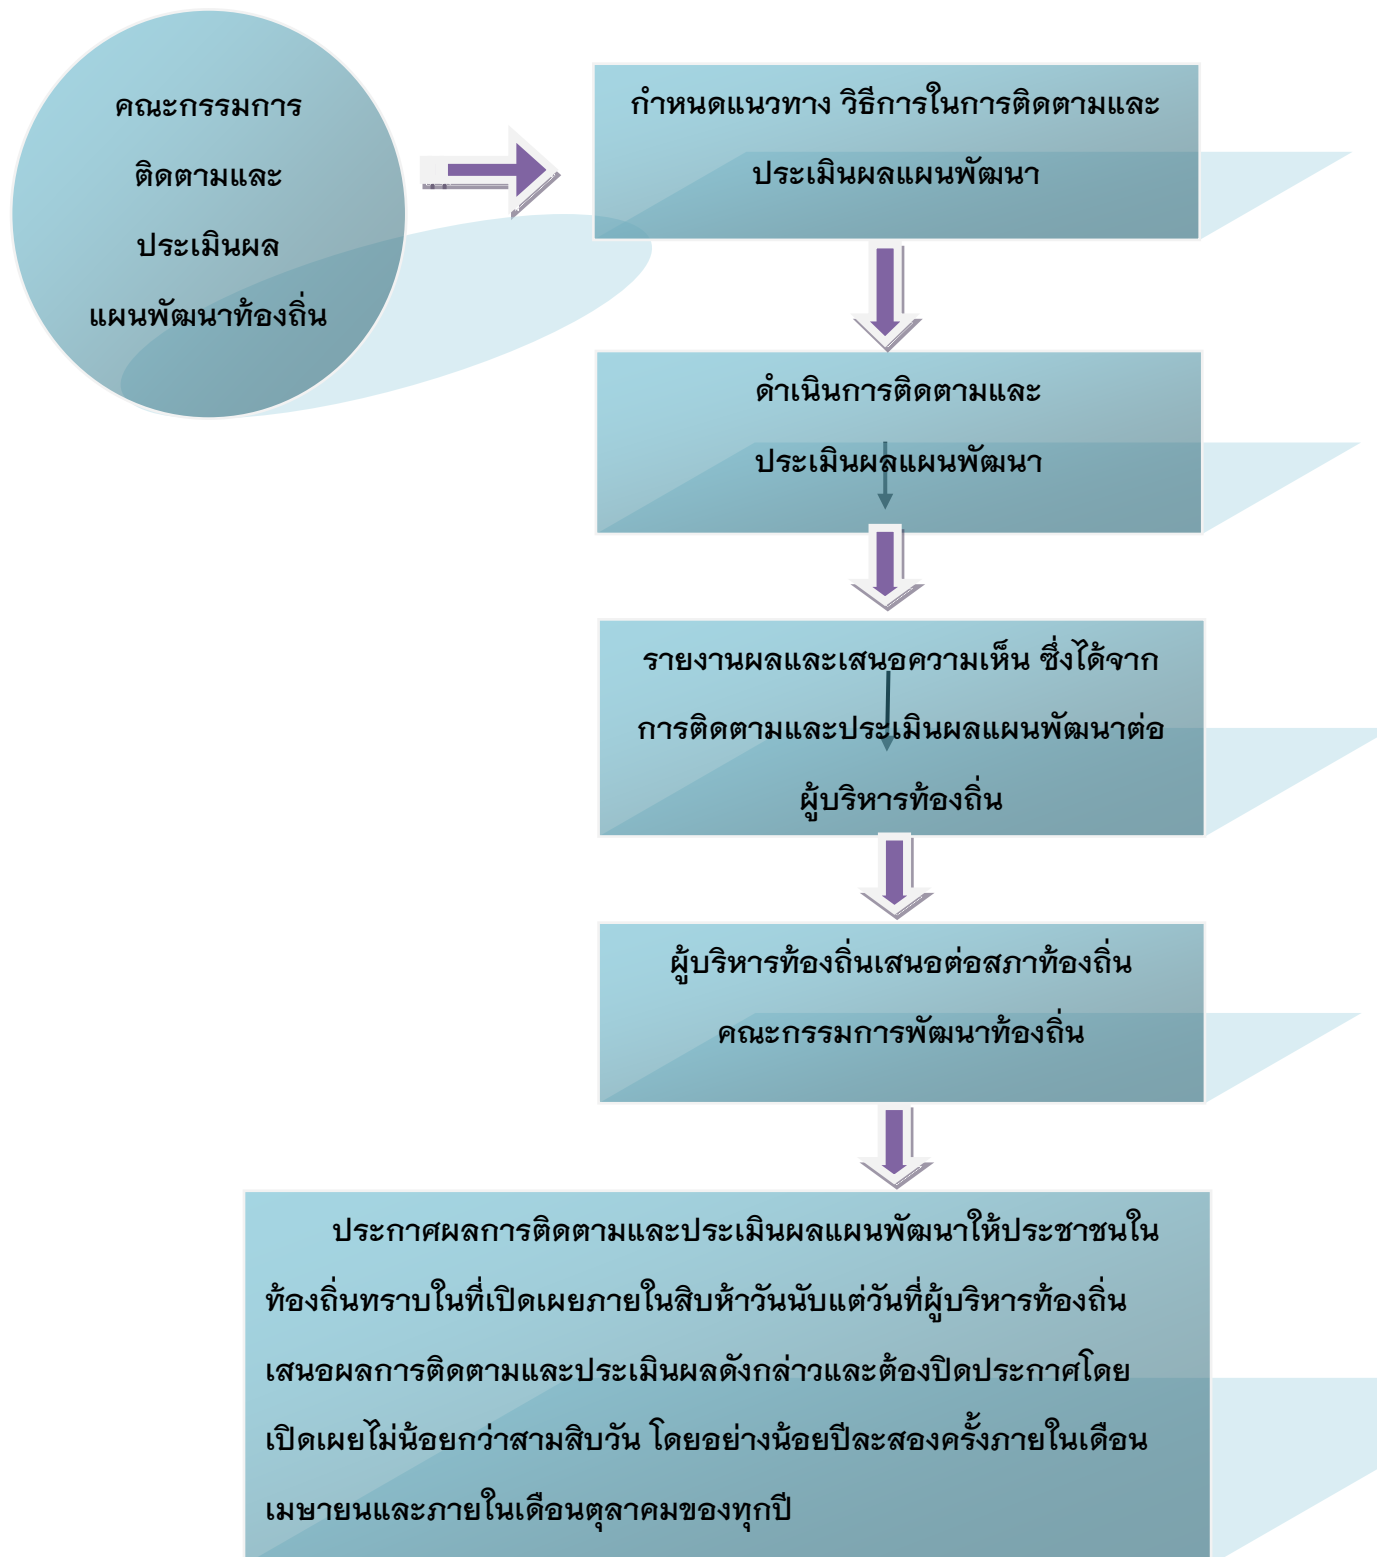 คณะกรรมการ
ติดตามและ
ประเมินผล
แผนพัฒนาท้องถิ่น
กำหนดแนวทาง วิธีการในการติดตามและ
ประเมินผลแผนพัฒนา
ดำเนินการติดตามและ
ประเมินผลแผนพัฒนา
รายงานผลและเสนอความเห็น ซึ่งได้จาก
การติดตามและประเมินผลแผนพัฒนาต่อ
ผู้บริหารท้องถิ่น
ผู้บริหารท้องถิ่นเสนอต่อสภาท้องถิ่น
คณะกรรมการพัฒนาท้องถิ่น
ประกาศผลการติดตามและประเมินผลแผนพัฒนาให้ประชาชนใน
ท้องถิ่นทราบในที่เปิดเผยภายในสิบห้าวันนับแต่วันที่ผู้บริหารท้องถิ่น
เสนอผลการติดตามและประเมินผลดังกล่าวและต้องปิดประกาศโดย
เปิดเผยไม่น้อยกว่าสามสิบวัน โดยอย่างน้อยปีละสองครั้งภายในเดือน
เมษายนและภายในเดือนตุลาคมของทุกปี